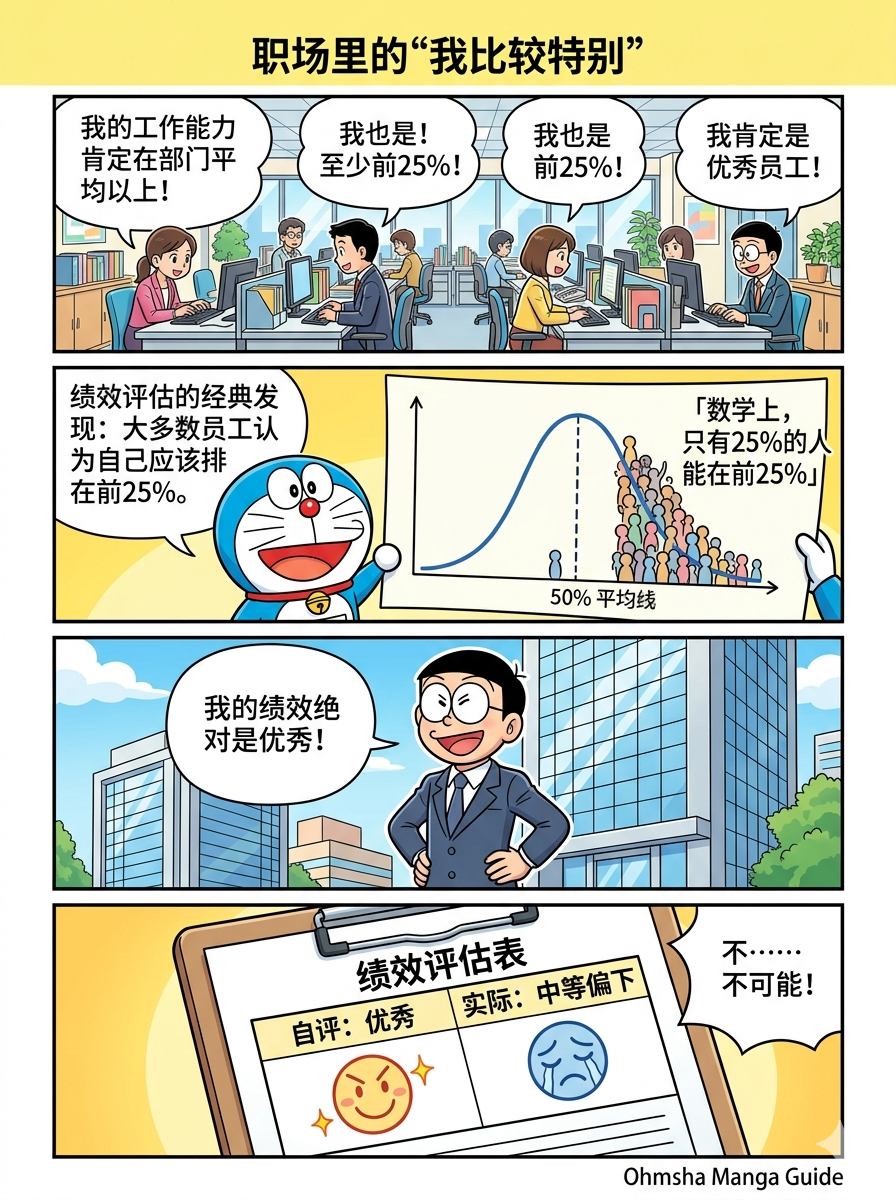 职场里的“我比较特别”
我的工作能力
肯定在部门平
均以上！
我也是！
至少前25%！
我也是
前25%！
我肯定是
优秀员工！
绩效评估的经典发
现：大多数员工认
为自己应该排
在前25%。
「数学上，
只有25%的人
能在前25%」
50% 平均线
我的绩效绝
对是优秀！
绩效评估表
自评：优秀
实际：中等偏下
不……
不可能！
Ohmsha Manga Guide